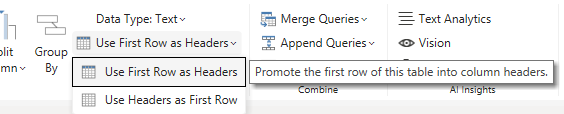 Data Type: Text
Merge Queries
Text Analytics
plit
Group
Use First Row as Headers
Append Queries
Vision
mn
By
Use First Row as Headers
Promote the first row of this table into column headers.
Use Headers as First Row
Combine
AI Insights